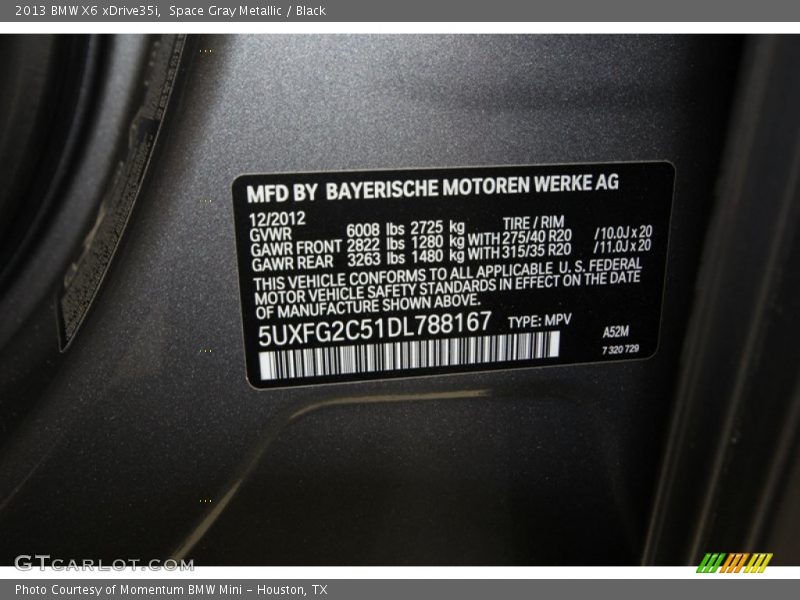 2013 BMW X6 xDrive35i, Space Gray Metallic / Black
MFD BY BAYERISCHE MOTOREN WERKE AG
12/2012
GVWR 6008 lbs 2725 kg TIRE / RIM
GAWR FRONT 2822 lbs 1280 kg WITH 275/40 R20 /10.0J x 20
GAWR REAR 3263 lbs 1480 kg WITH 315/35 R20 /11.0J x 20
THIS VEHICLE CONFORMS TO ALL APPLICABLE U. S. FEDERAL
MOTOR VEHICLE SAFETY STANDARDS IN EFFECT ON THE DATE
OF MANUFACTURE SHOWN ABOVE.
5UXFG2C51DL788167 TYPE: MPV
A52M
7 320 729
GTCARLOT.COM
Photo Courtesy of Momentum BMW Mini - Houston, TX